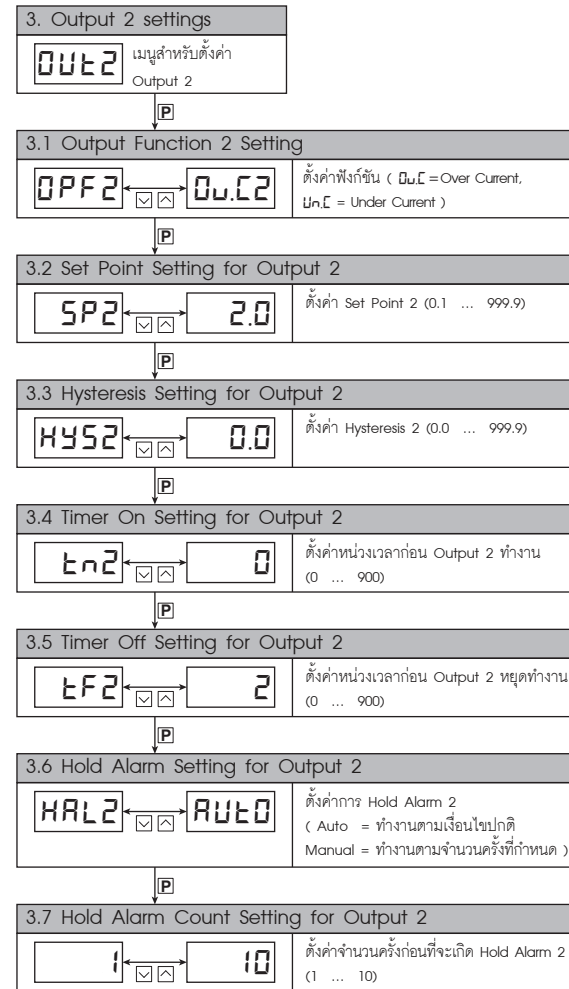 3. Output 2 settings
OUt2
เมนูสำหรับตั้งค่า
Output 2
P
3.1 Output Function 2 Setting
OPF2
Ou.C2
ตั้งค่าฟังก์ชัน ( Ou.C =Over Current,
Un.C = Under Current )
P
3.2 Set Point Setting for Output 2
SP2
2.0
ตั้งค่า Set Point 2 (0.1 ... 999.9)
P
3.3 Hysteresis Setting for Output 2
HYS2
0.0
ตั้งค่า Hysteresis 2 (0.0 ... 999.9)
P
3.4 Timer On Setting for Output 2
tn2
0
ตั้งค่าหน่วงเวลาก่อน Output 2 ทำงาน
(0 ... 900)
P
3.5 Timer Off Setting for Output 2
tF2
2
ตั้งค่าหน่วงเวลาก่อน Output 2 หยุดทำงาน
(0 ... 900)
P
3.6 Hold Alarm Setting for Output 2
HAL2
AUtO
ตั้งค่าการ Hold Alarm 2
( Auto = ทำงานตามเงื่อนไขปกติ
Manual = ทำงานตามจำนวนครั้งที่กำหนด )
P
3.7 Hold Alarm Count Setting for Output 2
1
10
ตั้งค่าจำนวนครั้งก่อนที่จะเกิด Hold Alarm 2
(1 ... 10)